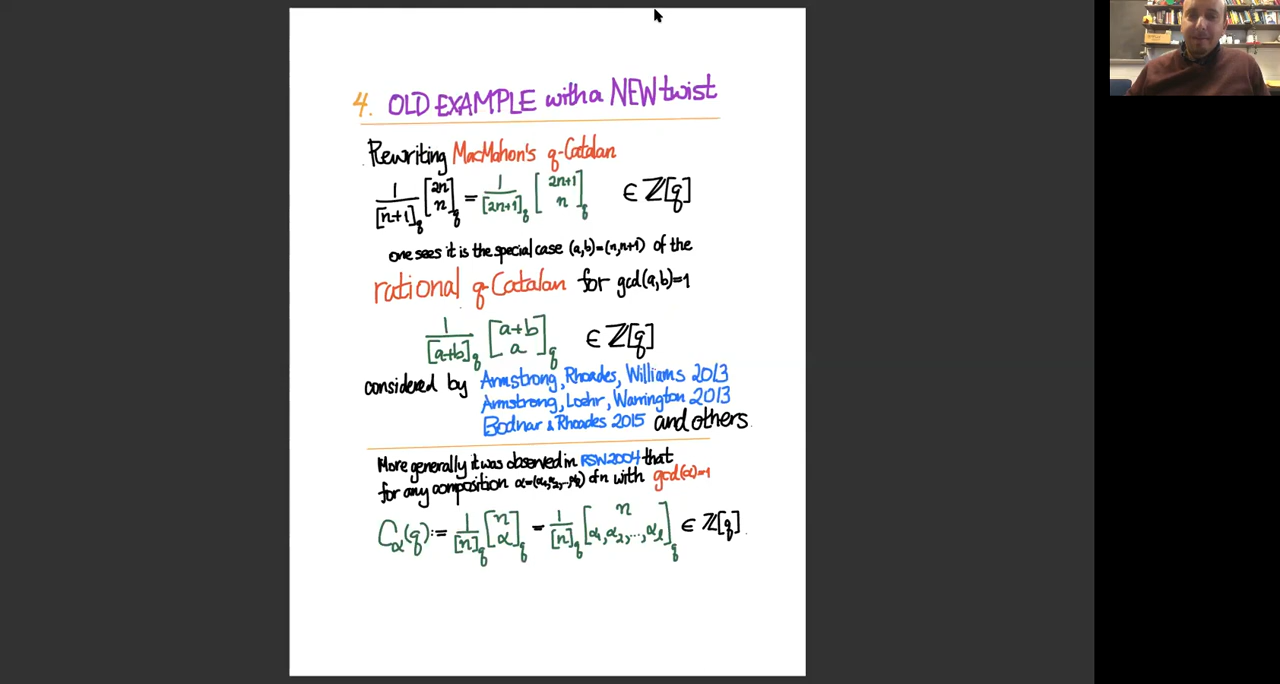 4. OLD EXAMPLE with a NEW twist
Rewriting MacMahon's q-Catalan
1/[n+1]_q [2n n]_q = 1/[2n+1]_q [2n+1 n]_q ∈ ℤ[q]
one sees it is the special case (a,b)=(n,n+1) of the
rational q-Catalan for gcd(a,b)=1
1/[a+b]_q [a+b a]_q ∈ ℤ[q]
considered by Armstrong, Rhoades, Williams 2013
Armstrong, Loehr, Warrington 2013
Bodnar & Rhoades 2015 and others
More generally it was observed in RSW2004 that
for any composition α=(α₁,α₂,...,αℓ) of n with gcd(α)=1
C_α(q) := 1/[n]_q [n α]_q = 1/[n]_q [n α₁,α₂,...,αℓ]_q ∈ ℤ[q]